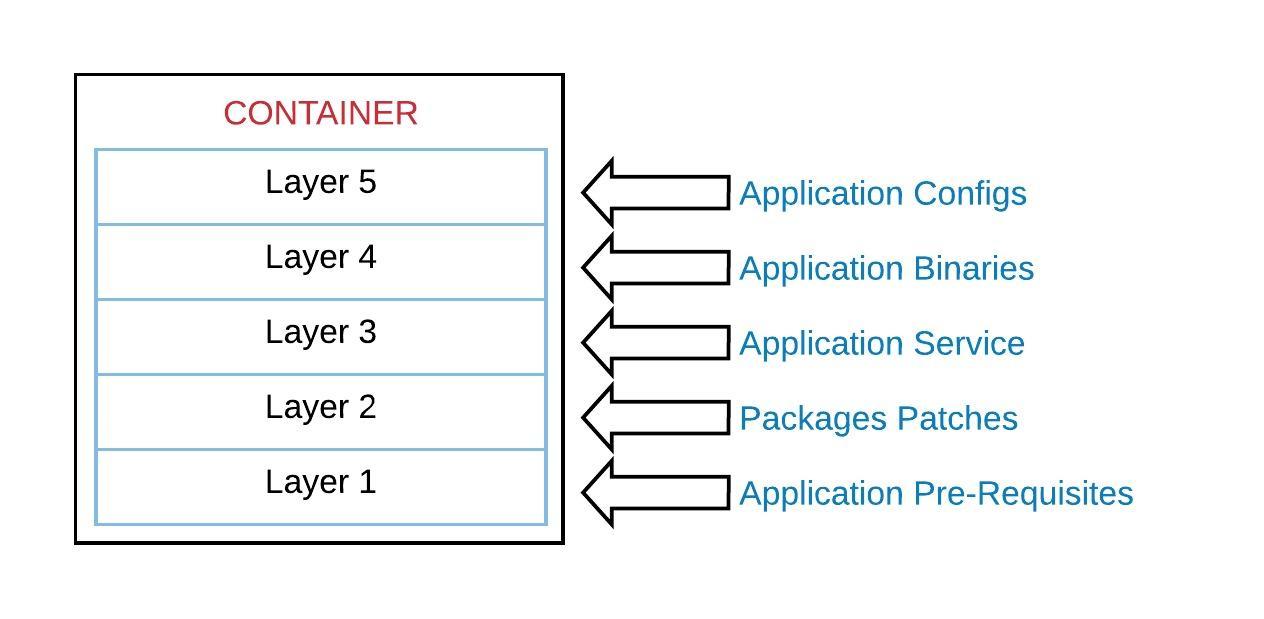 CONTAINER
Layer 5
Application Configs
Layer 4
Application Binaries
Layer 3
Application Service
Layer 2
Packages Patches
Layer 1
Application Pre-Requisites